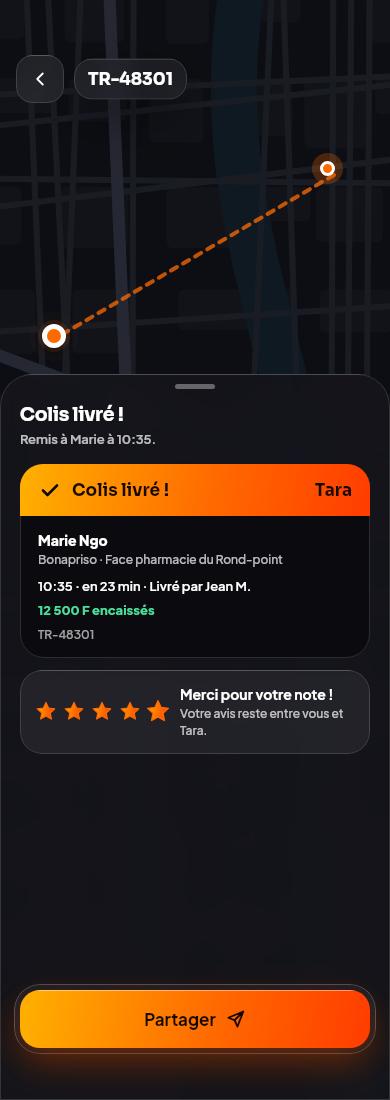 TR-48301
Colis livré !
Remis à Marie à 10:35.
Colis livré ! Tara
Marie Ngo
Bonapriso · Face pharmacie du Rond-point
10:35 · en 23 min · Livré par Jean M.
12 500 F encaissés
TR-48301
Merci pour votre note !
Votre avis reste entre vous et
Tara.
Partager